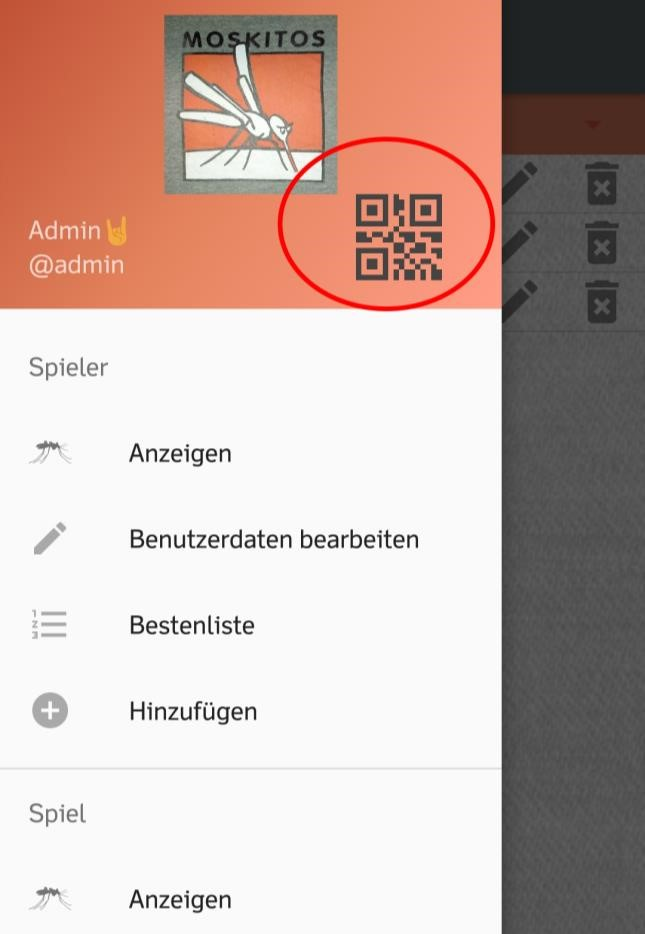 MOSKITOS
Admin🤘
@admin
Spieler
Anzeigen
Benutzerdaten bearbeiten
Bestenliste
Hinzufügen
Spiel
Anzeigen